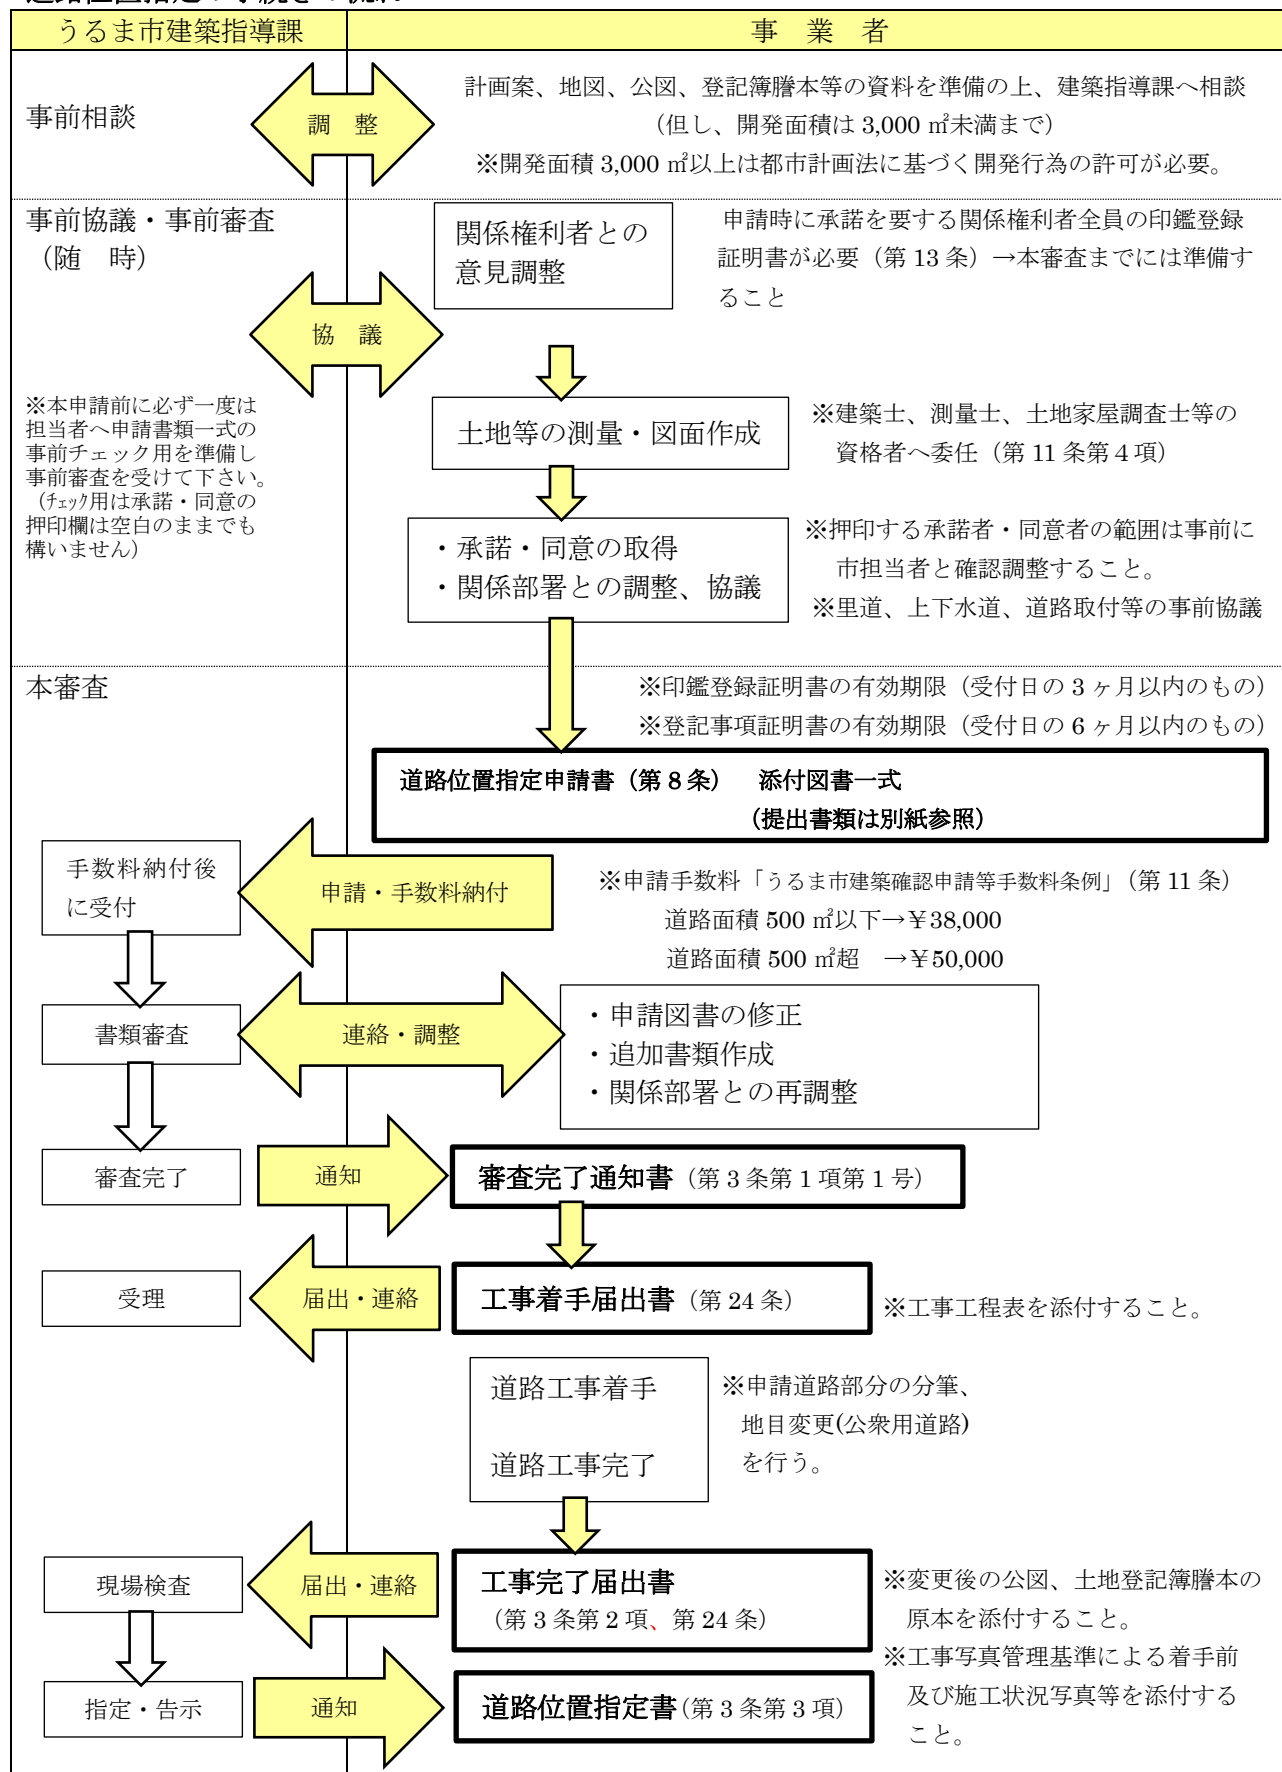 道路位置指定の手続きの流れ
うるま市建築指導課
事　業　者
事前相談
調　整
計画案、地図、公図、登記簿謄本等の資料を準備の上、建築指導課へ相談
（但し、開発面積は 3,000 ㎡未満まで）
※開発面積 3,000 ㎡以上は都市計画法に基づく開発行為の許可が必要。
事前協議・事前審査
（随　時）
関係権利者との
意見調整
申請時に承諾を要する関係権利者全員の印鑑登録
証明書が必要（第 13 条）→本審査までには準備す
ること
協　議
※本申請前に必ず一度は
担当者へ申請書類一式の
事前チェック用を準備し
事前審査を受けて下さい。
（ﾁｪｯｸ用は承諾・同意の
押印欄は空白のままでも
構いません）
土地等の測量・図面作成
※建築士、測量士、土地家屋調査士等の
資格者へ委任（第 11 条第 4 項）
・承諾・同意の取得
・関係部署との調整、協議
※押印する承諾者・同意者の範囲は事前に
市担当者と確認調整すること。
※里道、上下水道、道路取付等の事前協議
本審査
※印鑑登録証明書の有効期限（受付日の 3 ヶ月以内のもの）
※登記事項証明書の有効期限（受付日の 6 ヶ月以内のもの）
道路位置指定申請書（第 8 条）　添付図書一式
（提出書類は別紙参照）
手数料納付後
に受付
申請・手数料納付
※申請手数料「うるま市建築確認申請等手数料条例」（第 11 条）
道路面積 500 ㎡以下→￥38,000
道路面積 500 ㎡超　→￥50,000
書類審査
連絡・調整
・申請図書の修正
・追加書類作成
・関係部署との再調整
審査完了
通知
審査完了通知書（第 3 条第 1 項第 1 号）
受理
届出・連絡
工事着手届出書（第 24 条）
※工事工程表を添付すること。
道路工事着手
道路工事完了
※申請道路部分の分筆、
地目変更(公衆用道路)
を行う。
現場検査
届出・連絡
工事完了届出書
（第 3 条第 2 項、第 24 条）
※変更後の公図、土地登記簿謄本の
原本を添付すること。
※工事写真管理基準による着手前
及び施工状況写真等を添付する
こと。
指定・告示
通知
道路位置指定書（第 3 条第 3 項）